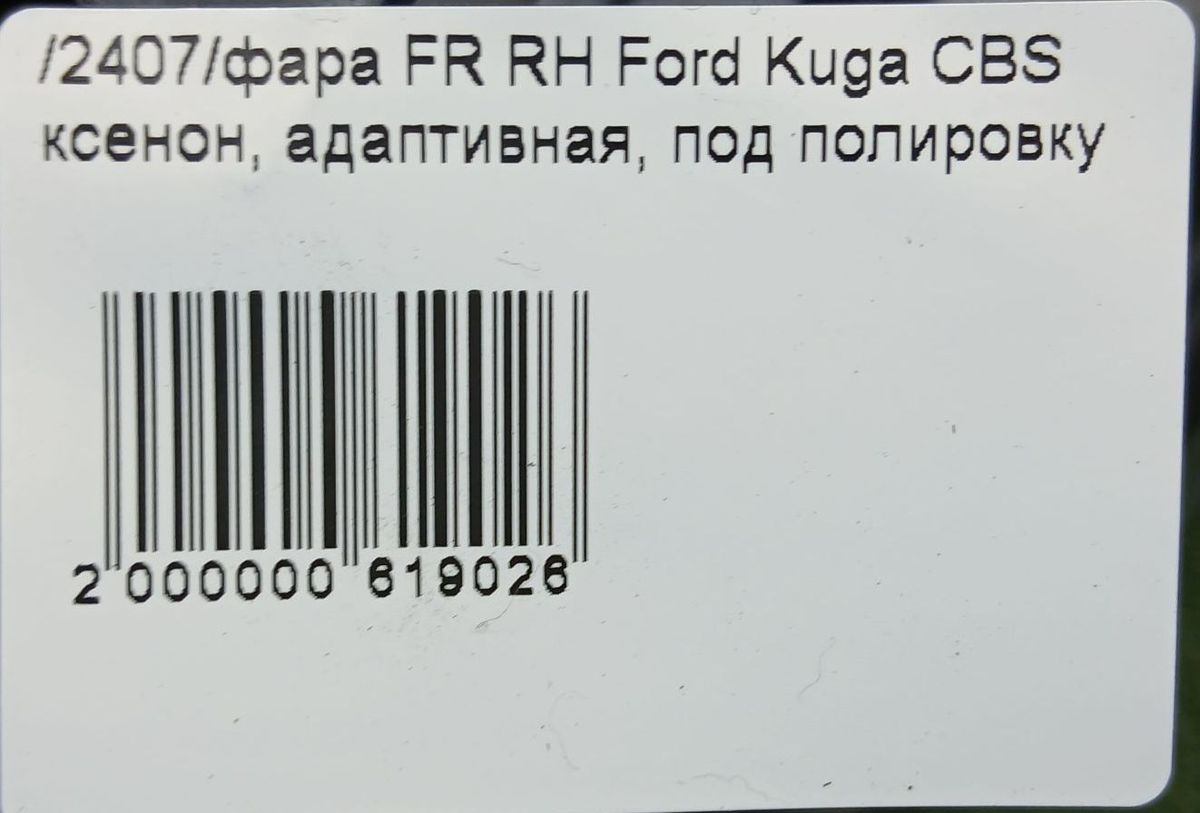 /2407/фара FR RH Ford Kuga CBS
ксенон, адаптивная, под полировку
2 000000 619026